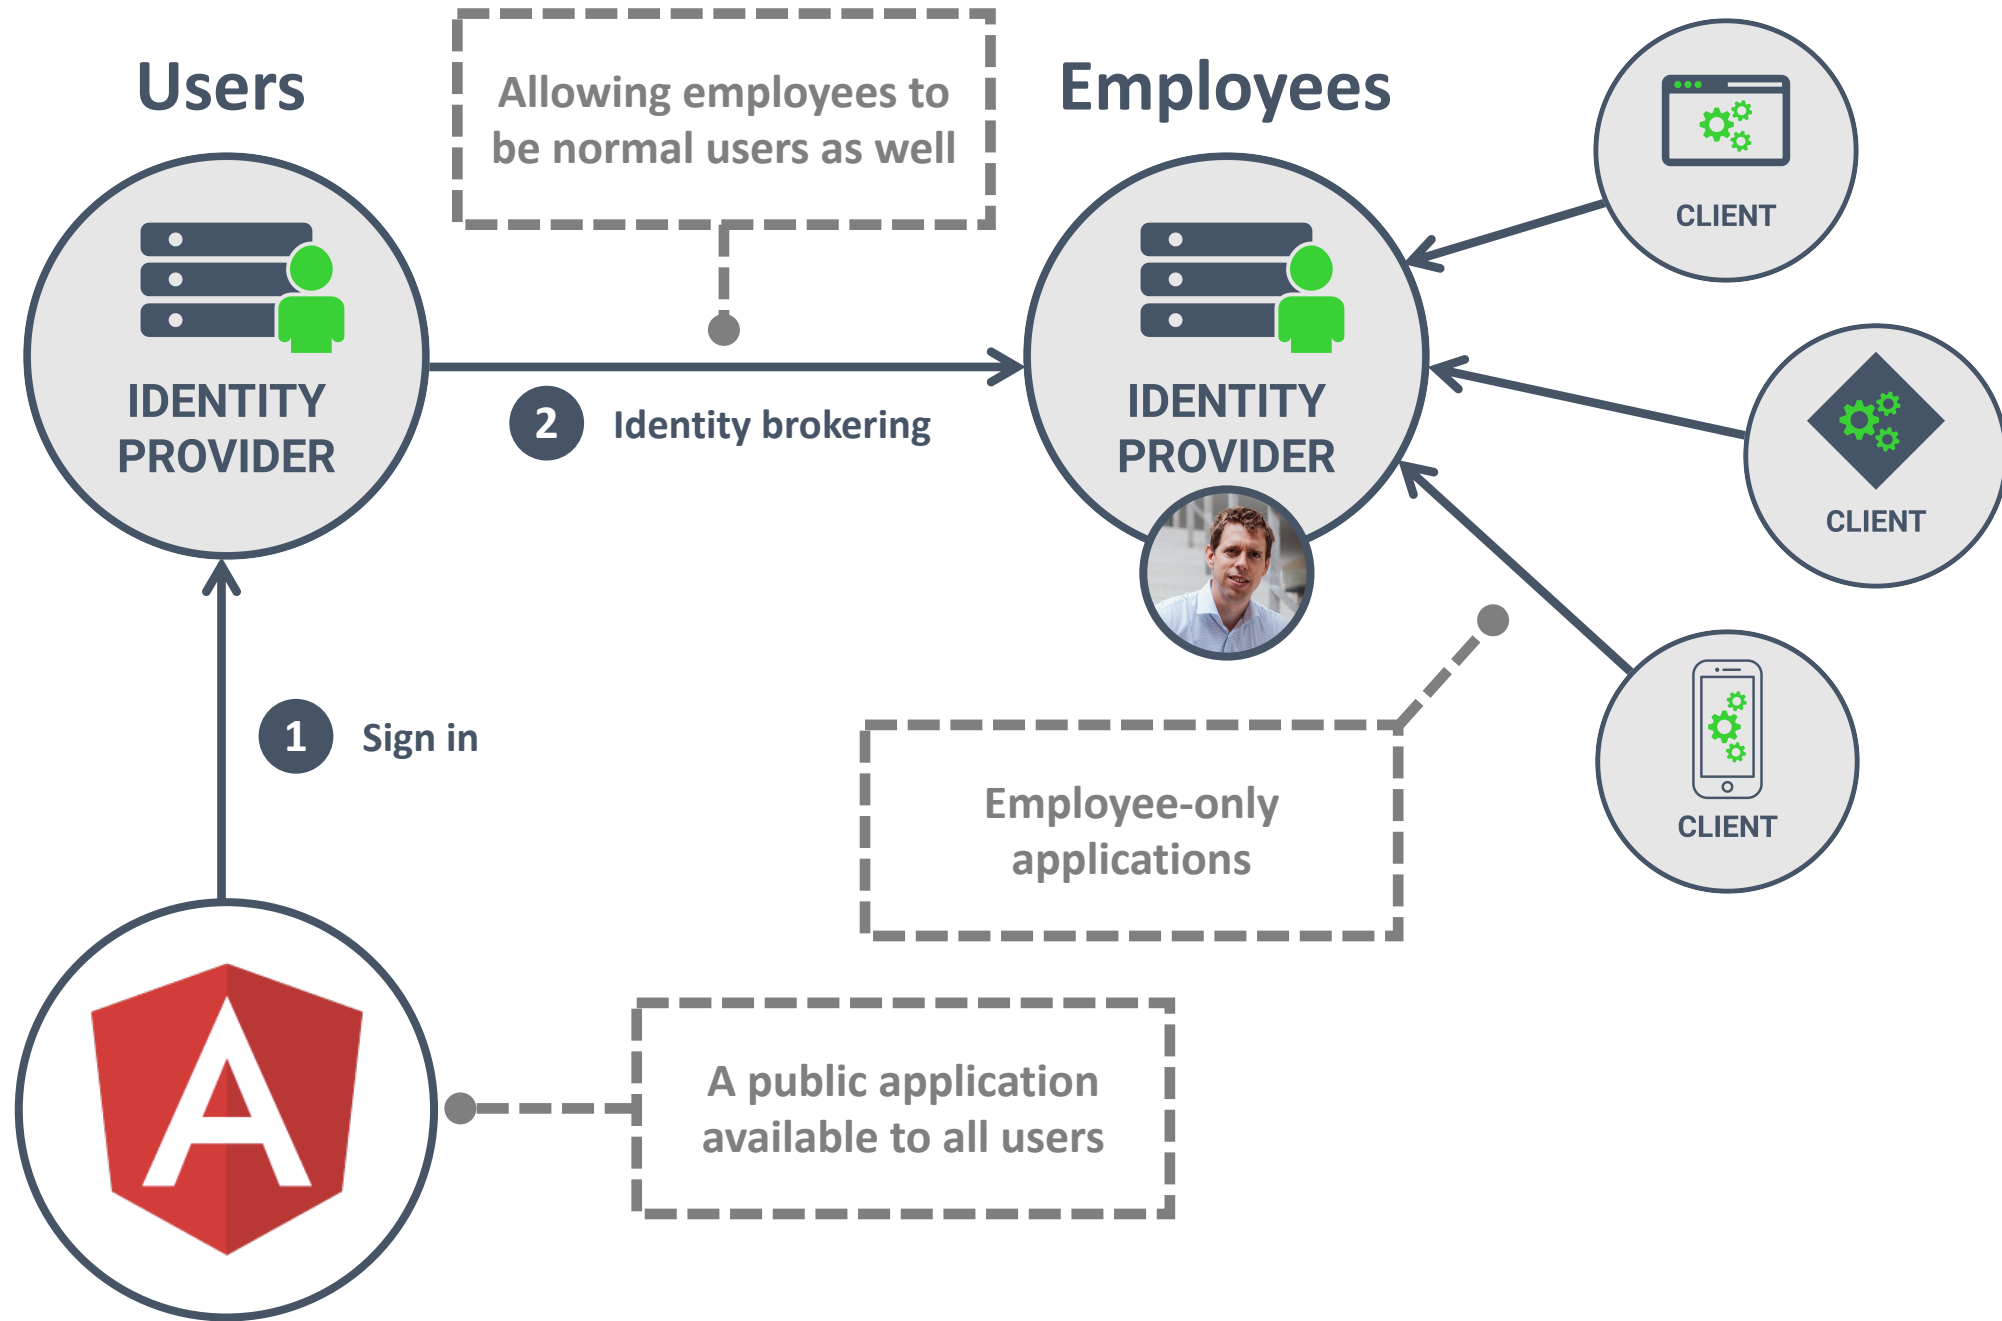 Users
Allowing employees to
be normal users as well
Employees
IDENTITY
PROVIDER
2 Identity brokering
IDENTITY
PROVIDER
CLIENT
CLIENT
CLIENT
1 Sign in
Employee-only
applications
A public application
available to all users
A